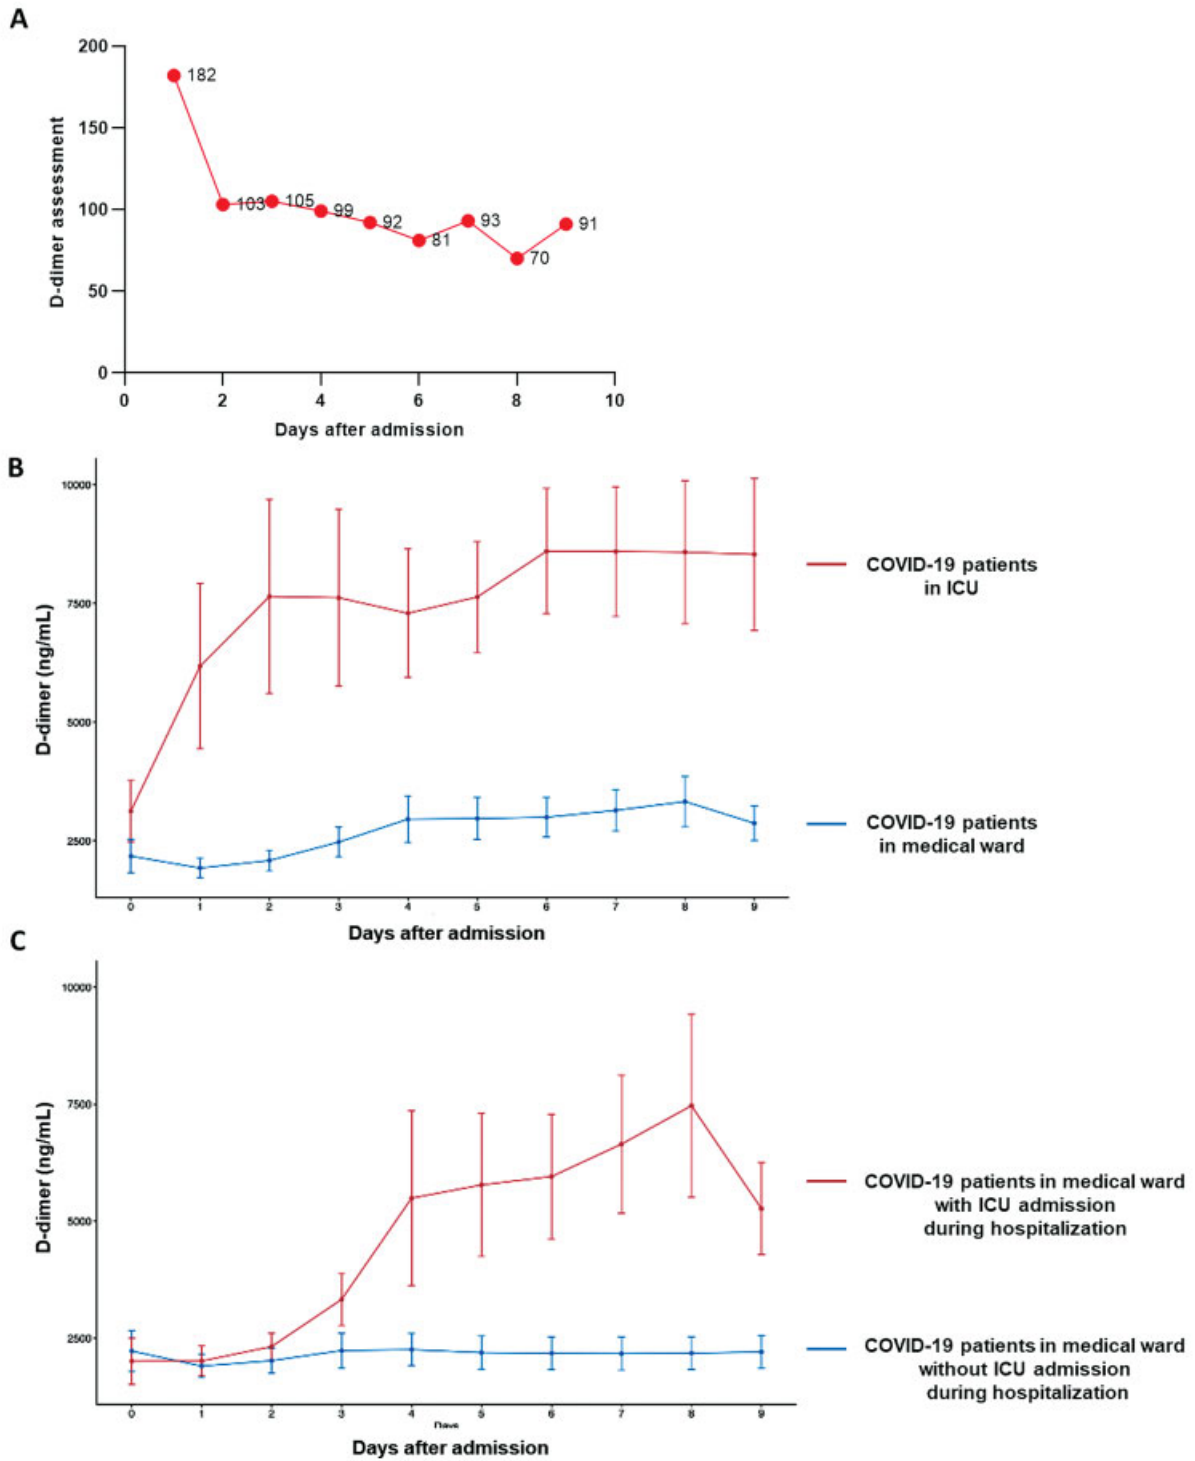 A
200
150
100
50
0
D-dimer assessment
182
103
105
99
92
81
93
70
91
0 2 4 6 8 10
Days after admission
B
10000
7500
5000
2500
D-dimer (ng/mL)
0 1 2 3 4 5 6 7 8 9
Days after admission
COVID-19 patients
in ICU
COVID-19 patients
in medical ward
C
10000
7500
5000
2500
D-dimer (ng/mL)
0 1 2 3 4 5 6 7 8 9
Days
Days after admission
COVID-19 patients in medical ward
with ICU admission
during hospitalization
COVID-19 patients in medical ward
without ICU admission
during hospitalization